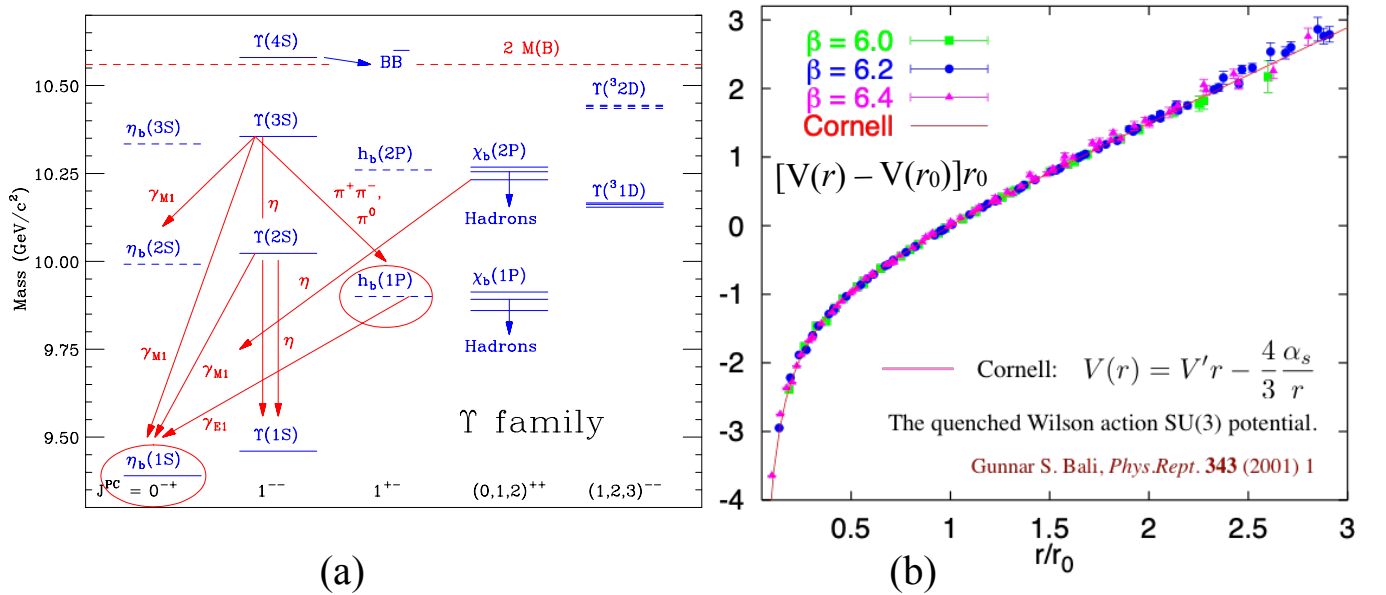 Mass (GeV/c²)
10.50
10.25
10.00
9.75
9.50
ϒ(4S)
BB̅
2 M(B)
ϒ(³2D)
η_b(3S)
ϒ(3S)
h_b(2P)
χ_b(2P)
ϒ(³1D)
γ_M1
η
π⁺π⁻,
π⁰
Hadrons
η_b(2S)
ϒ(2S)
η
h_b(1P)
χ_b(1P)
γ_M1
γ_M1
η
Hadrons
γ_E1
ϒ family
ϒ(1S)
η_b(1S)
J^PC = 0⁻⁺ 1⁻⁻ 1⁺⁻ (0,1,2)⁺⁺ (1,2,3)⁻⁻
(a)
3
2
1
0
-1
-2
-3
-4
β = 6.0
β = 6.2
β = 6.4
Cornell
[V(r) – V(r₀)]r₀
Cornell: V(r) = V′r − 4/3 α_s/r
The quenched Wilson action SU(3) potential.
Gunnar S. Bali, Phys.Rept. 343 (2001) 1
0.5 1 1.5 2 2.5 3
r/r₀
(b)